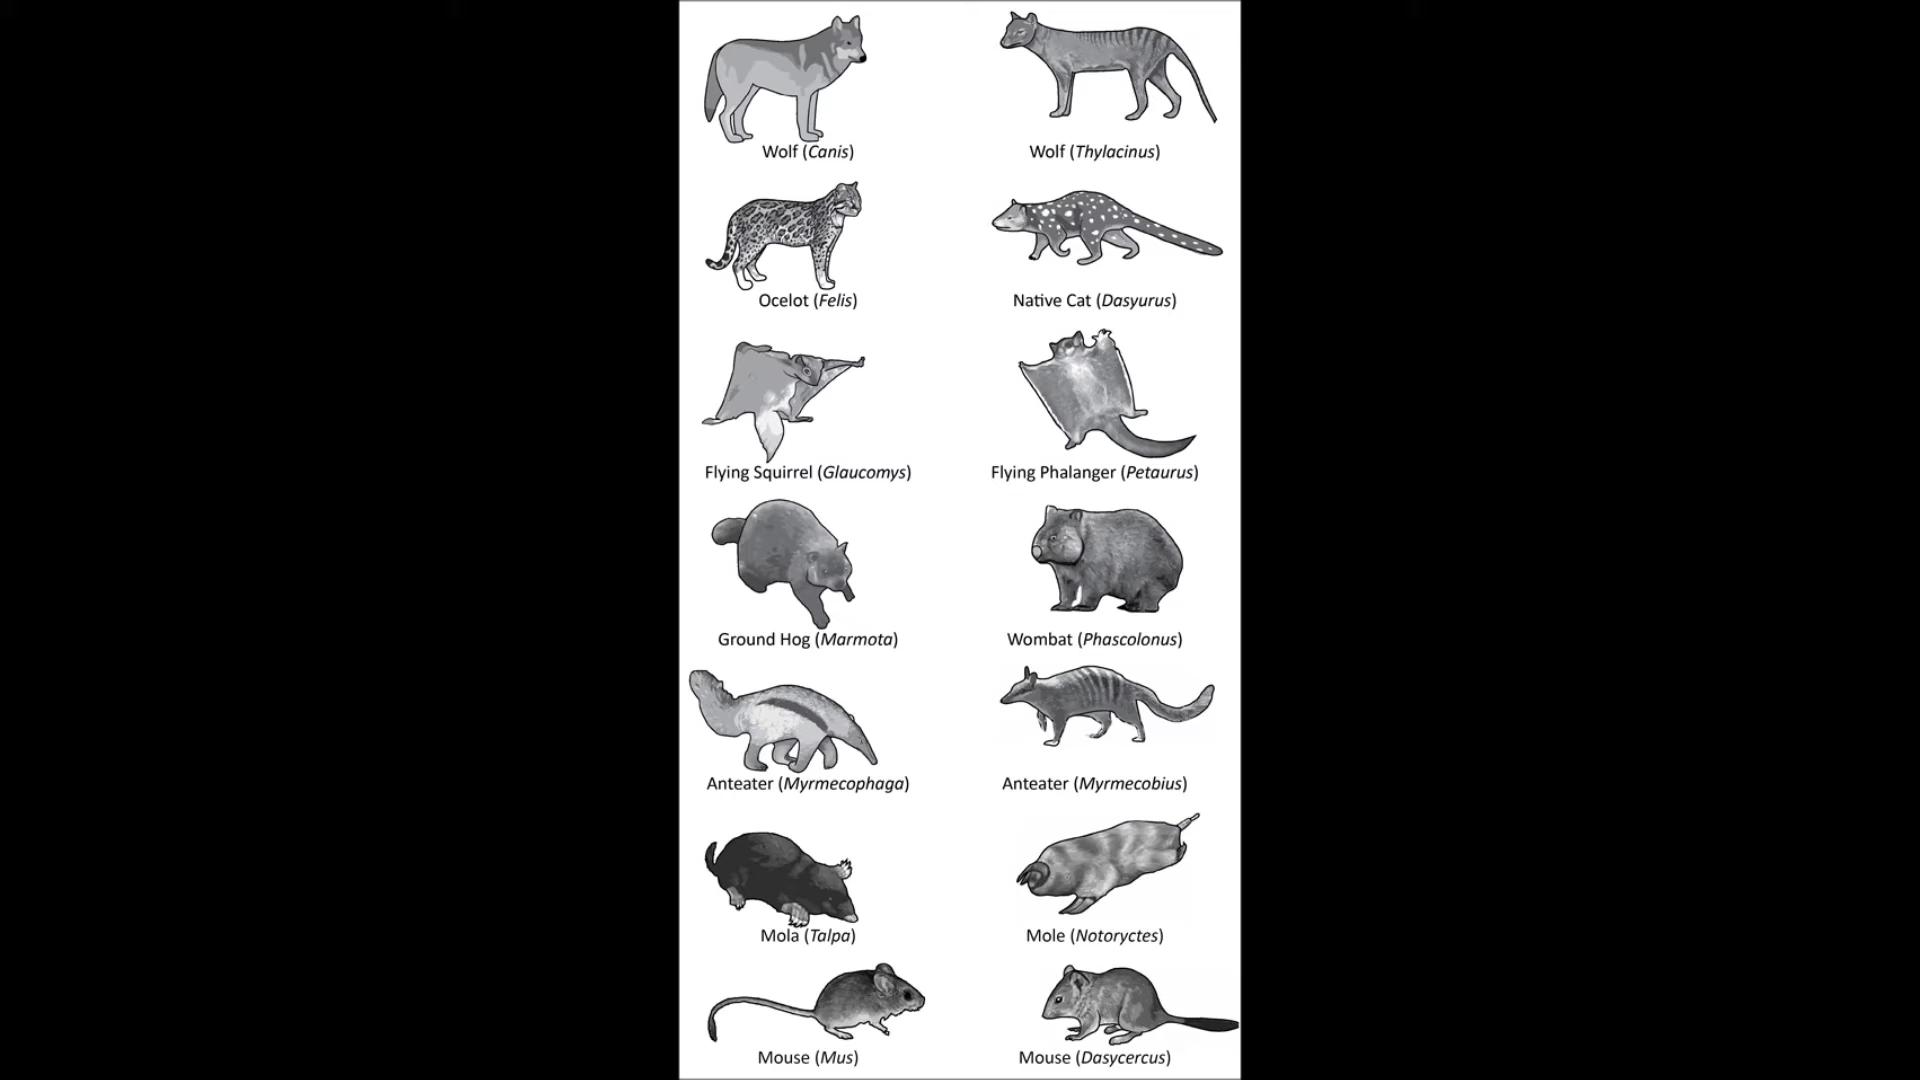 Wolf (Canis)
Wolf (Thylacinus)
Ocelot (Felis)
Native Cat (Dasyurus)
Flying Squirrel (Glaucomys)
Flying Phalanger (Petaurus)
Ground Hog (Marmota)
Wombat (Phascolonus)
Anteater (Myrmecophaga)
Anteater (Myrmecobius)
Mola (Talpa)
Mole (Notoryctes)
Mouse (Mus)
Mouse (Dasycercus)